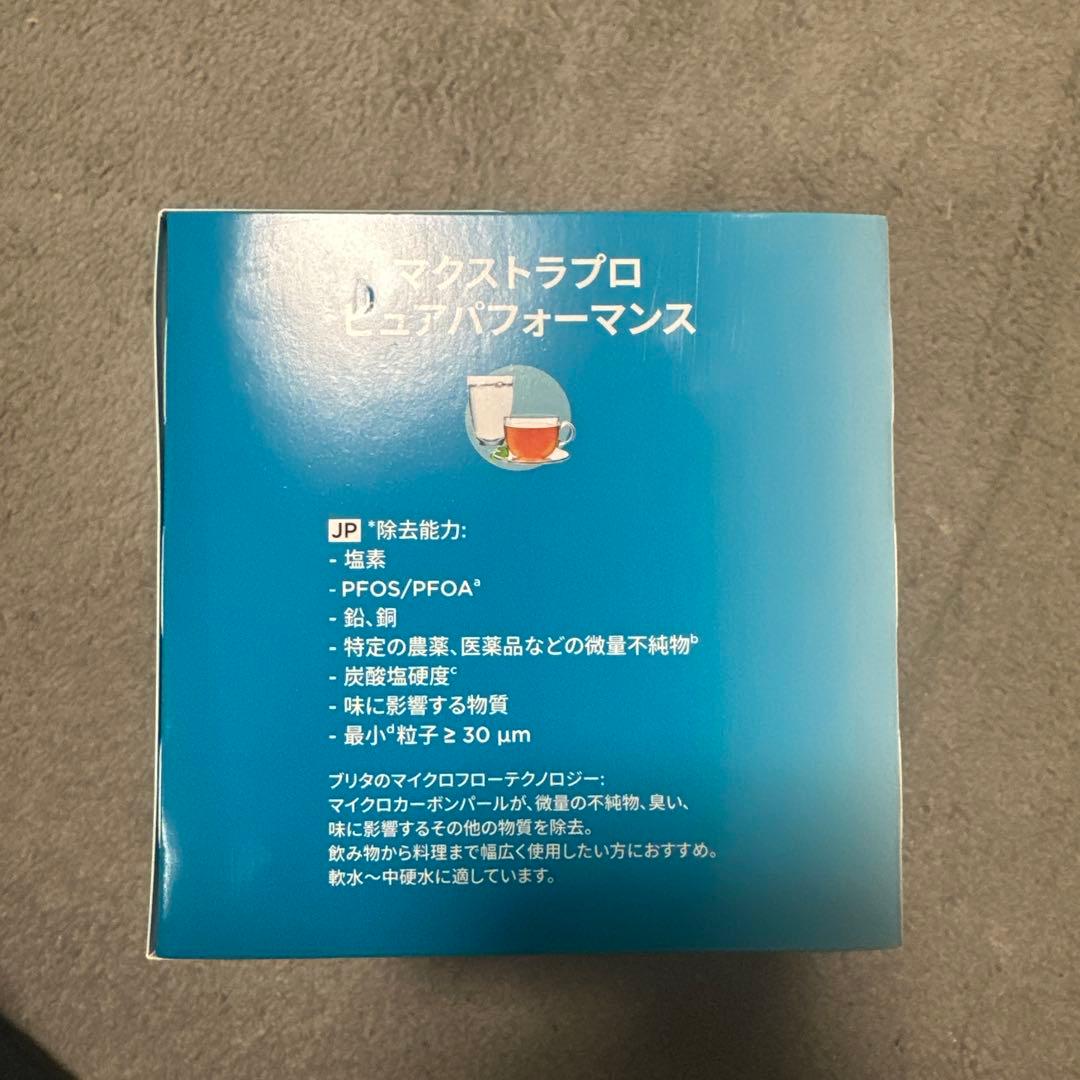 マクストラプロ
ピュアパフォーマンス
JP *除去能力:
- 塩素
- PFOS/PFOAᵃ
- 鉛、銅
- 特定の農薬、医薬品などの微量不純物ᵇ
- 炭酸塩硬度ᶜ
- 味に影響する物質
- 最小ᵈ粒子 ≥ 30 µm
ブリタのマイクロフローテクノロジー:
マイクロカーボンパールが、微量の不純物、臭い、
味に影響するその他の物質を除去。
飲み物から料理まで幅広く使用したい方におすすめ。
軟水～中硬水に適しています。